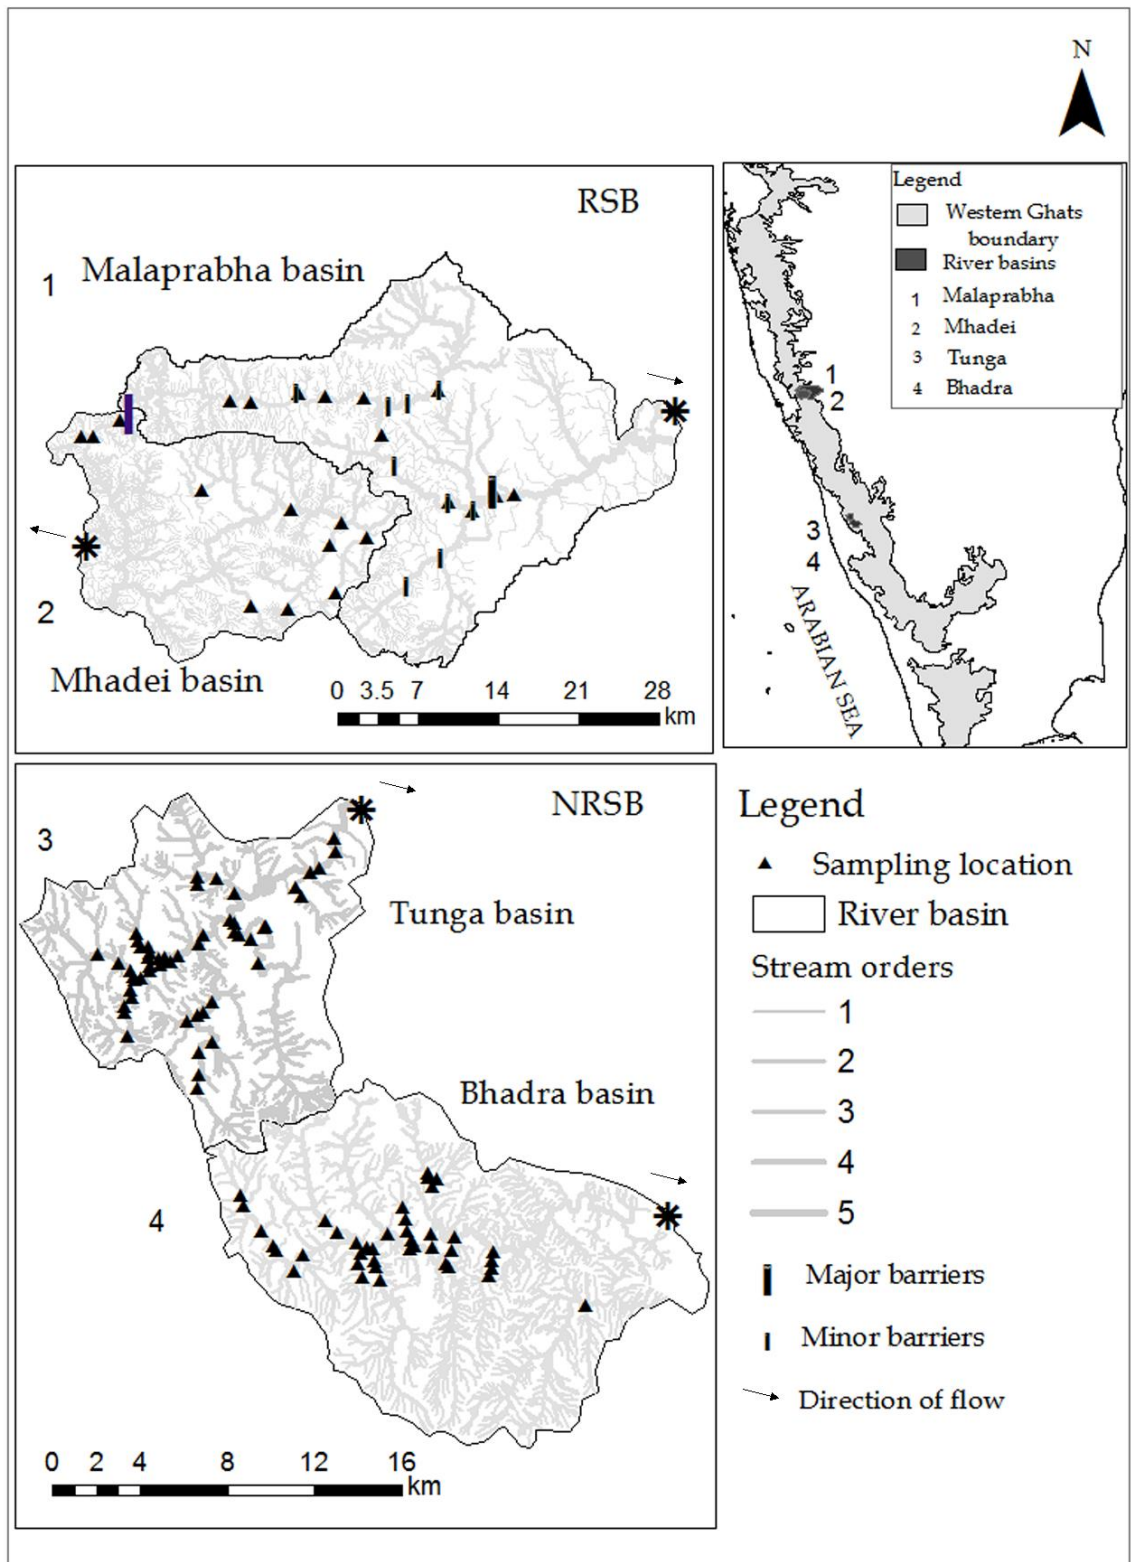 N
RSB
1
Malaprabha basin
2
Mhadei basin
0 3.5 7 14 21 28
km
Legend
Western Ghats
boundary
River basins
1 Malaprabha
2 Mhadei
3 Tunga
4 Bhadra
1
2
3
4
ARABIAN SEA
NRSB
3
Tunga basin
Bhadra basin
4
0 2 4 8 12 16
km
Legend
Sampling location
River basin
Stream orders
1
2
3
4
5
Major barriers
Minor barriers
Direction of flow